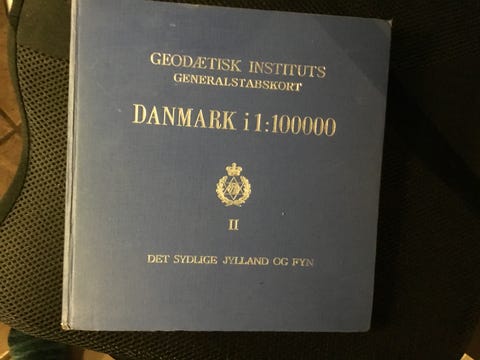 GEODÆTISK INSTITUTS
GENERALSTABSKORT
DANMARK i 1:100000
II
DET SYDLIGE JYLLAND OG FYN